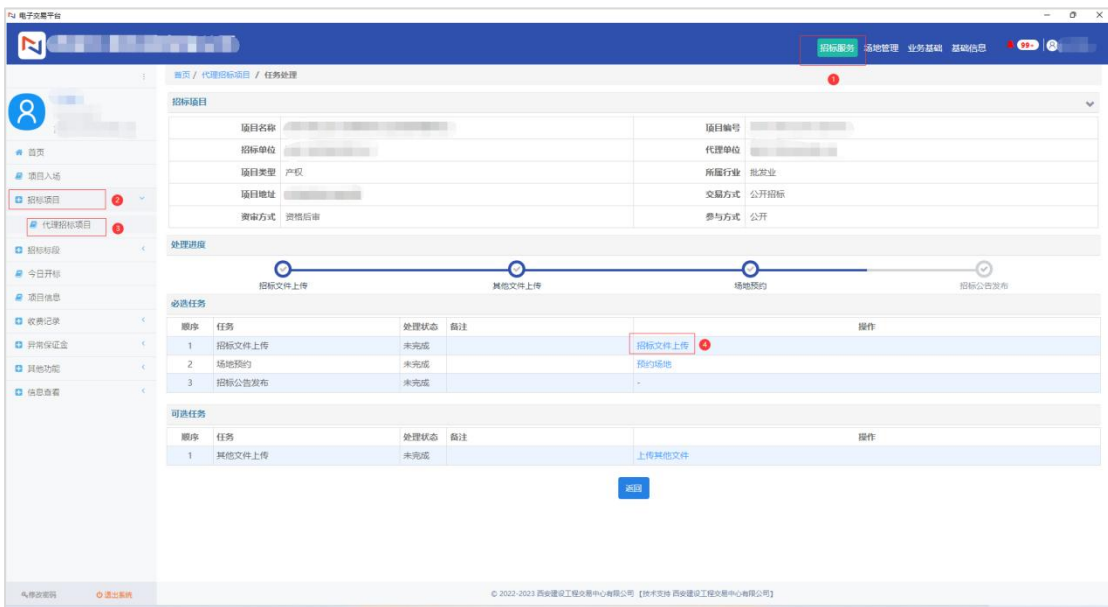 电子交易平台
招标服务 场地管理 业务基础 基础信息 99+
1
首页 / 代理招标项目 / 任务处理
招标项目
项目名称 项目编号
招标单位 代理单位
项目类型 产权 所属行业 批发业
项目地址 交易方式 公开招标
资审方式 资格后审 参与方式 公开
首页
项目入场
招标项目 2
代理招标项目 3
招标标段
今日开标
项目信息
收费记录
异常保证金
其他功能
信息查看
处理进度
招标文件上传 其他文件上传 场地预约 招标公告发布
必选任务
顺序 任务 处理状态 备注 操作
1 招标文件上传 未完成 招标文件上传 4
2 场地预约 未完成 预约场地
3 招标公告发布 未完成 -
可选任务
顺序 任务 处理状态 备注 操作
1 其他文件上传 未完成 上传其他文件
返回
修改密码 退出系统
© 2022-2023 西安建设工程交易中心有限公司 【技术支持 西安建设工程交易中心有限公司】